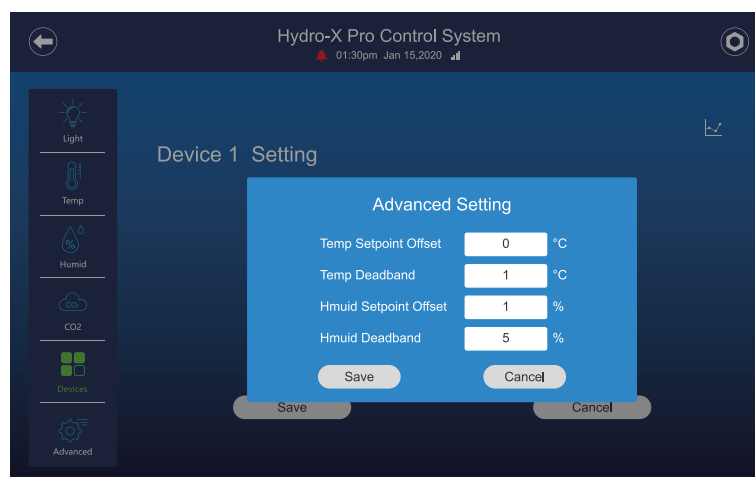 Hydro-X Pro Control System
01:30pm Jan 15,2020
Light
Temp
%
Humid
CO₂
CO2
Devices
Advanced
Device 1 Setting
Advanced Setting
Temp Setpoint Offset 0 °C
Temp Deadband 1 °C
Hmuid Setpoint Offset 1 %
Hmuid Deadband 5 %
Save Cancel
Save Cancel